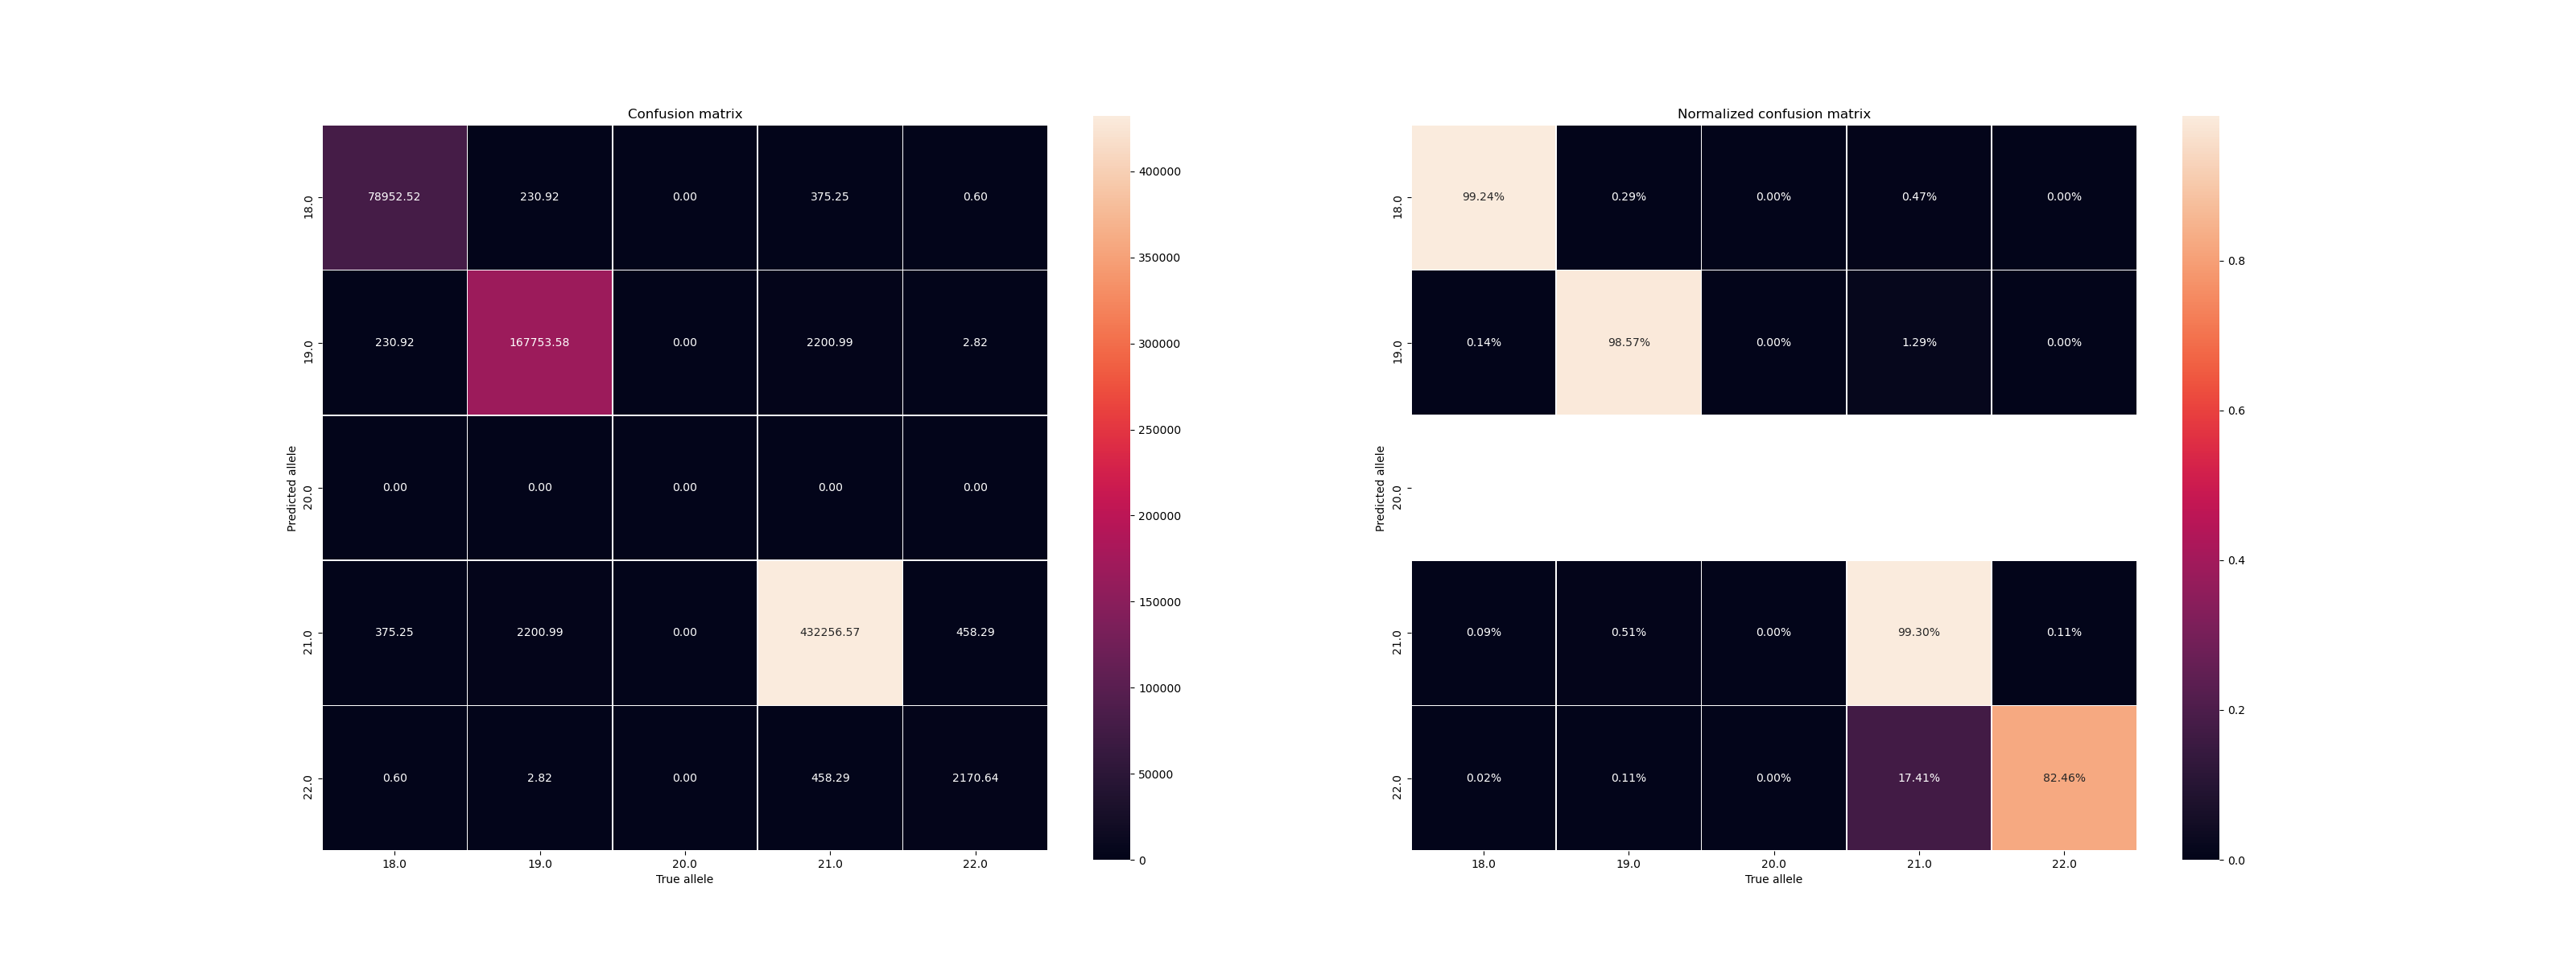 Confusion matrix
18.0 78952.52 230.92 0.00 375.25 0.60
19.0 230.92 167753.58 0.00 2200.99 2.82
20.0 0.00 0.00 0.00 0.00 0.00
21.0 375.25 2200.99 0.00 432256.57 458.29
22.0 0.60 2.82 0.00 458.29 2170.64
Predicted allele
18.0 19.0 20.0 21.0 22.0
True allele
400000
350000
300000
250000
200000
150000
100000
50000
0
Normalized confusion matrix
18.0 99.24% 0.29% 0.00% 0.47% 0.00%
19.0 0.14% 98.57% 0.00% 1.29% 0.00%
20.0
21.0 0.09% 0.51% 0.00% 99.30% 0.11%
22.0 0.02% 0.11% 0.00% 17.41% 82.46%
Predicted allele
18.0 19.0 20.0 21.0 22.0
True allele
0.8
0.6
0.4
0.2
0.0